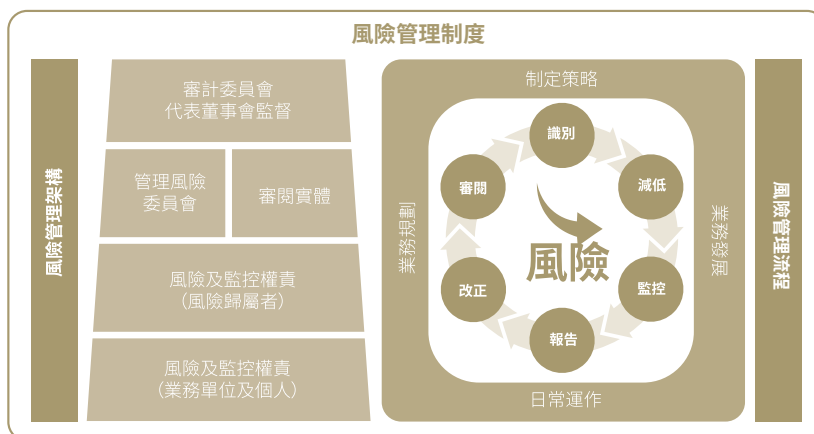 風險管理制度
風險管理架構
審計委員會
代表董事會監督
管理風險
委員會
審閱實體
風險及監控權責
(風險歸屬者)
風險及監控權責
(業務單位及個人)
制定策略
業務規劃
業務發展
日常運作
識別
減低
監控
報告
改正
審閱
風險
風險管理流程